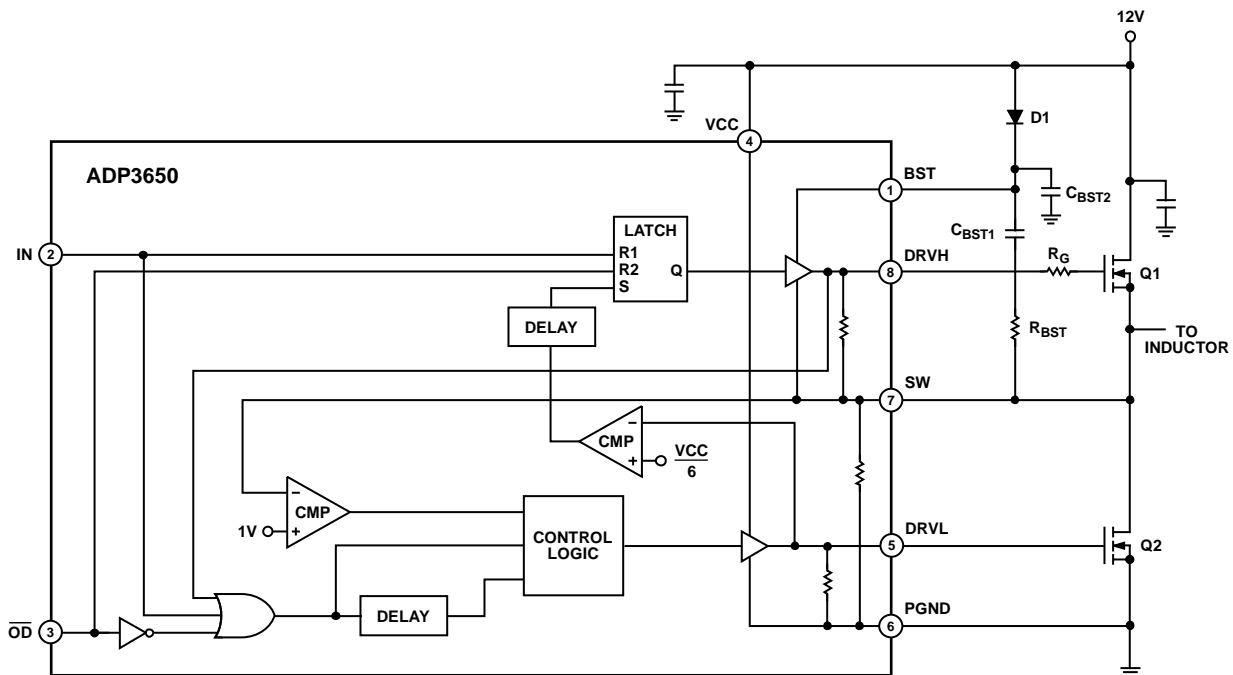 12V
D1
VCC
4
ADP3650
BST
1
CBST2
CBST1
LATCH
IN
2
R1
R2
Q
S
DRVH
8
RG
Q1
DELAY
RBST
TO
INDUCTOR
SW
7
CMP
−
+
VCC
6
−
CMP
1V
+
CONTROL
LOGIC
DRVL
5
Q2
DELAY
PGND
6
OD
3